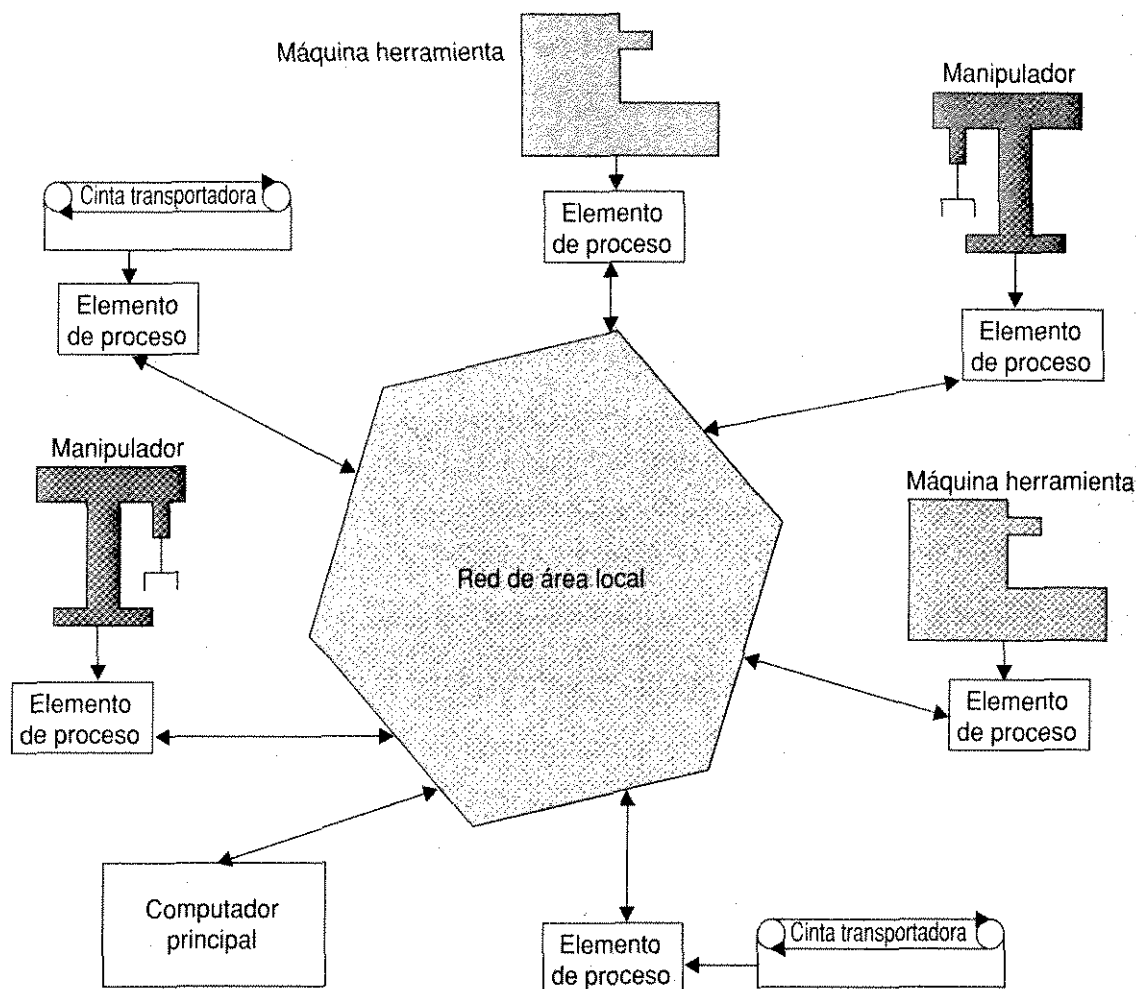 Máquina herramienta
Manipulador
Cinta transportadora
Elemento
de proceso
Elemento
de proceso
Elemento
de proceso
Manipulador
Máquina herramienta
Red de área local
Elemento
de proceso
Elemento
de proceso
Computador
principal
Elemento
de proceso
Cinta transportadora